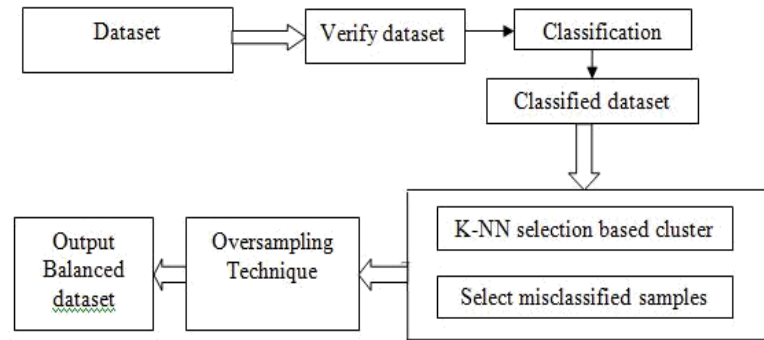 Dataset
Verify dataset
Classification
Classified dataset
K-NN selection based cluster
Select misclassified samples
Oversampling
Technique
Output
Balanced
dataset